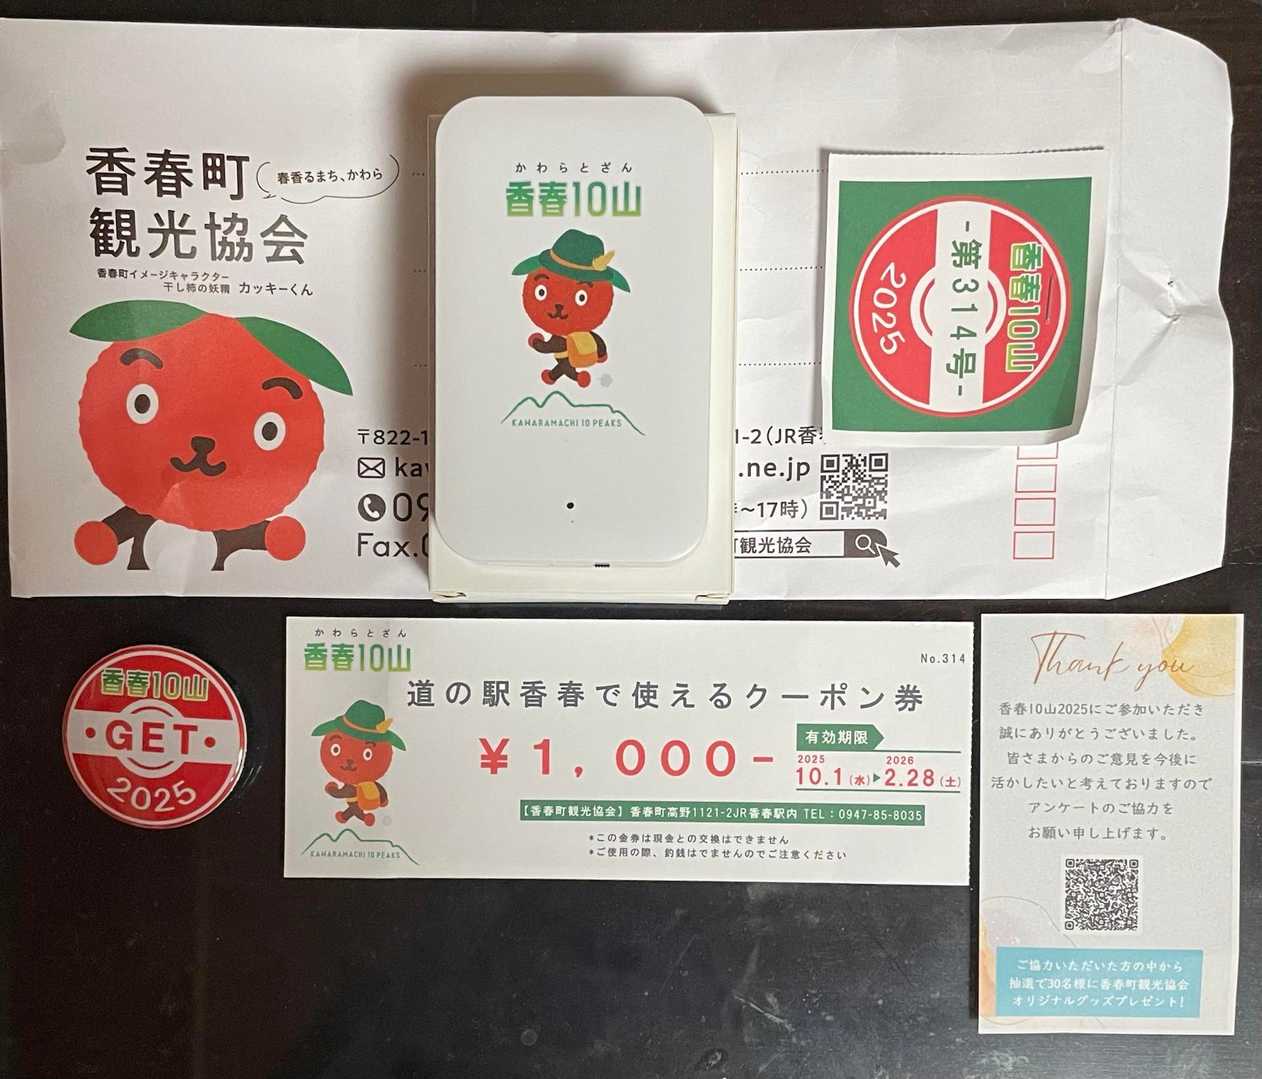 香春町
観光協会
春香るまち、かわら
香春町イメージキャラクター
干し柿の妖精 カッキーくん
〒822-1
1-2(JR香
.ne.jp
09
〜17時)
Fax.
観光協会
かわらとざん
香春10山
KAWARAMACHI 10 PEAKS
香春10山
-第314号-
2025
香春10山
・GET・
2025
かわらとざん
香春10山
No.314
道の駅香春で使えるクーポン券
¥1,000-
有効期限
2025 2026
10.1(水)▶2.28(土)
【香春町観光協会】香春町高野1121-2JR香春駅内 TEL:0947-85-8035
*この金券は現金との交換はできません
*ご使用の際、釣銭はでませんのでご注意ください
KAWARAMACHI 10 PEAKS
Thank you
香春10山2025にご参加いただき
誠にありがとうございました。
皆さまからのご意見を今後に
活かしたいと考えておりますので
アンケートのご協力を
お願い申し上げます。
ご協力いただいた方の中から
抽選で30名様に香春町観光協会
オリジナルグッズプレゼント!